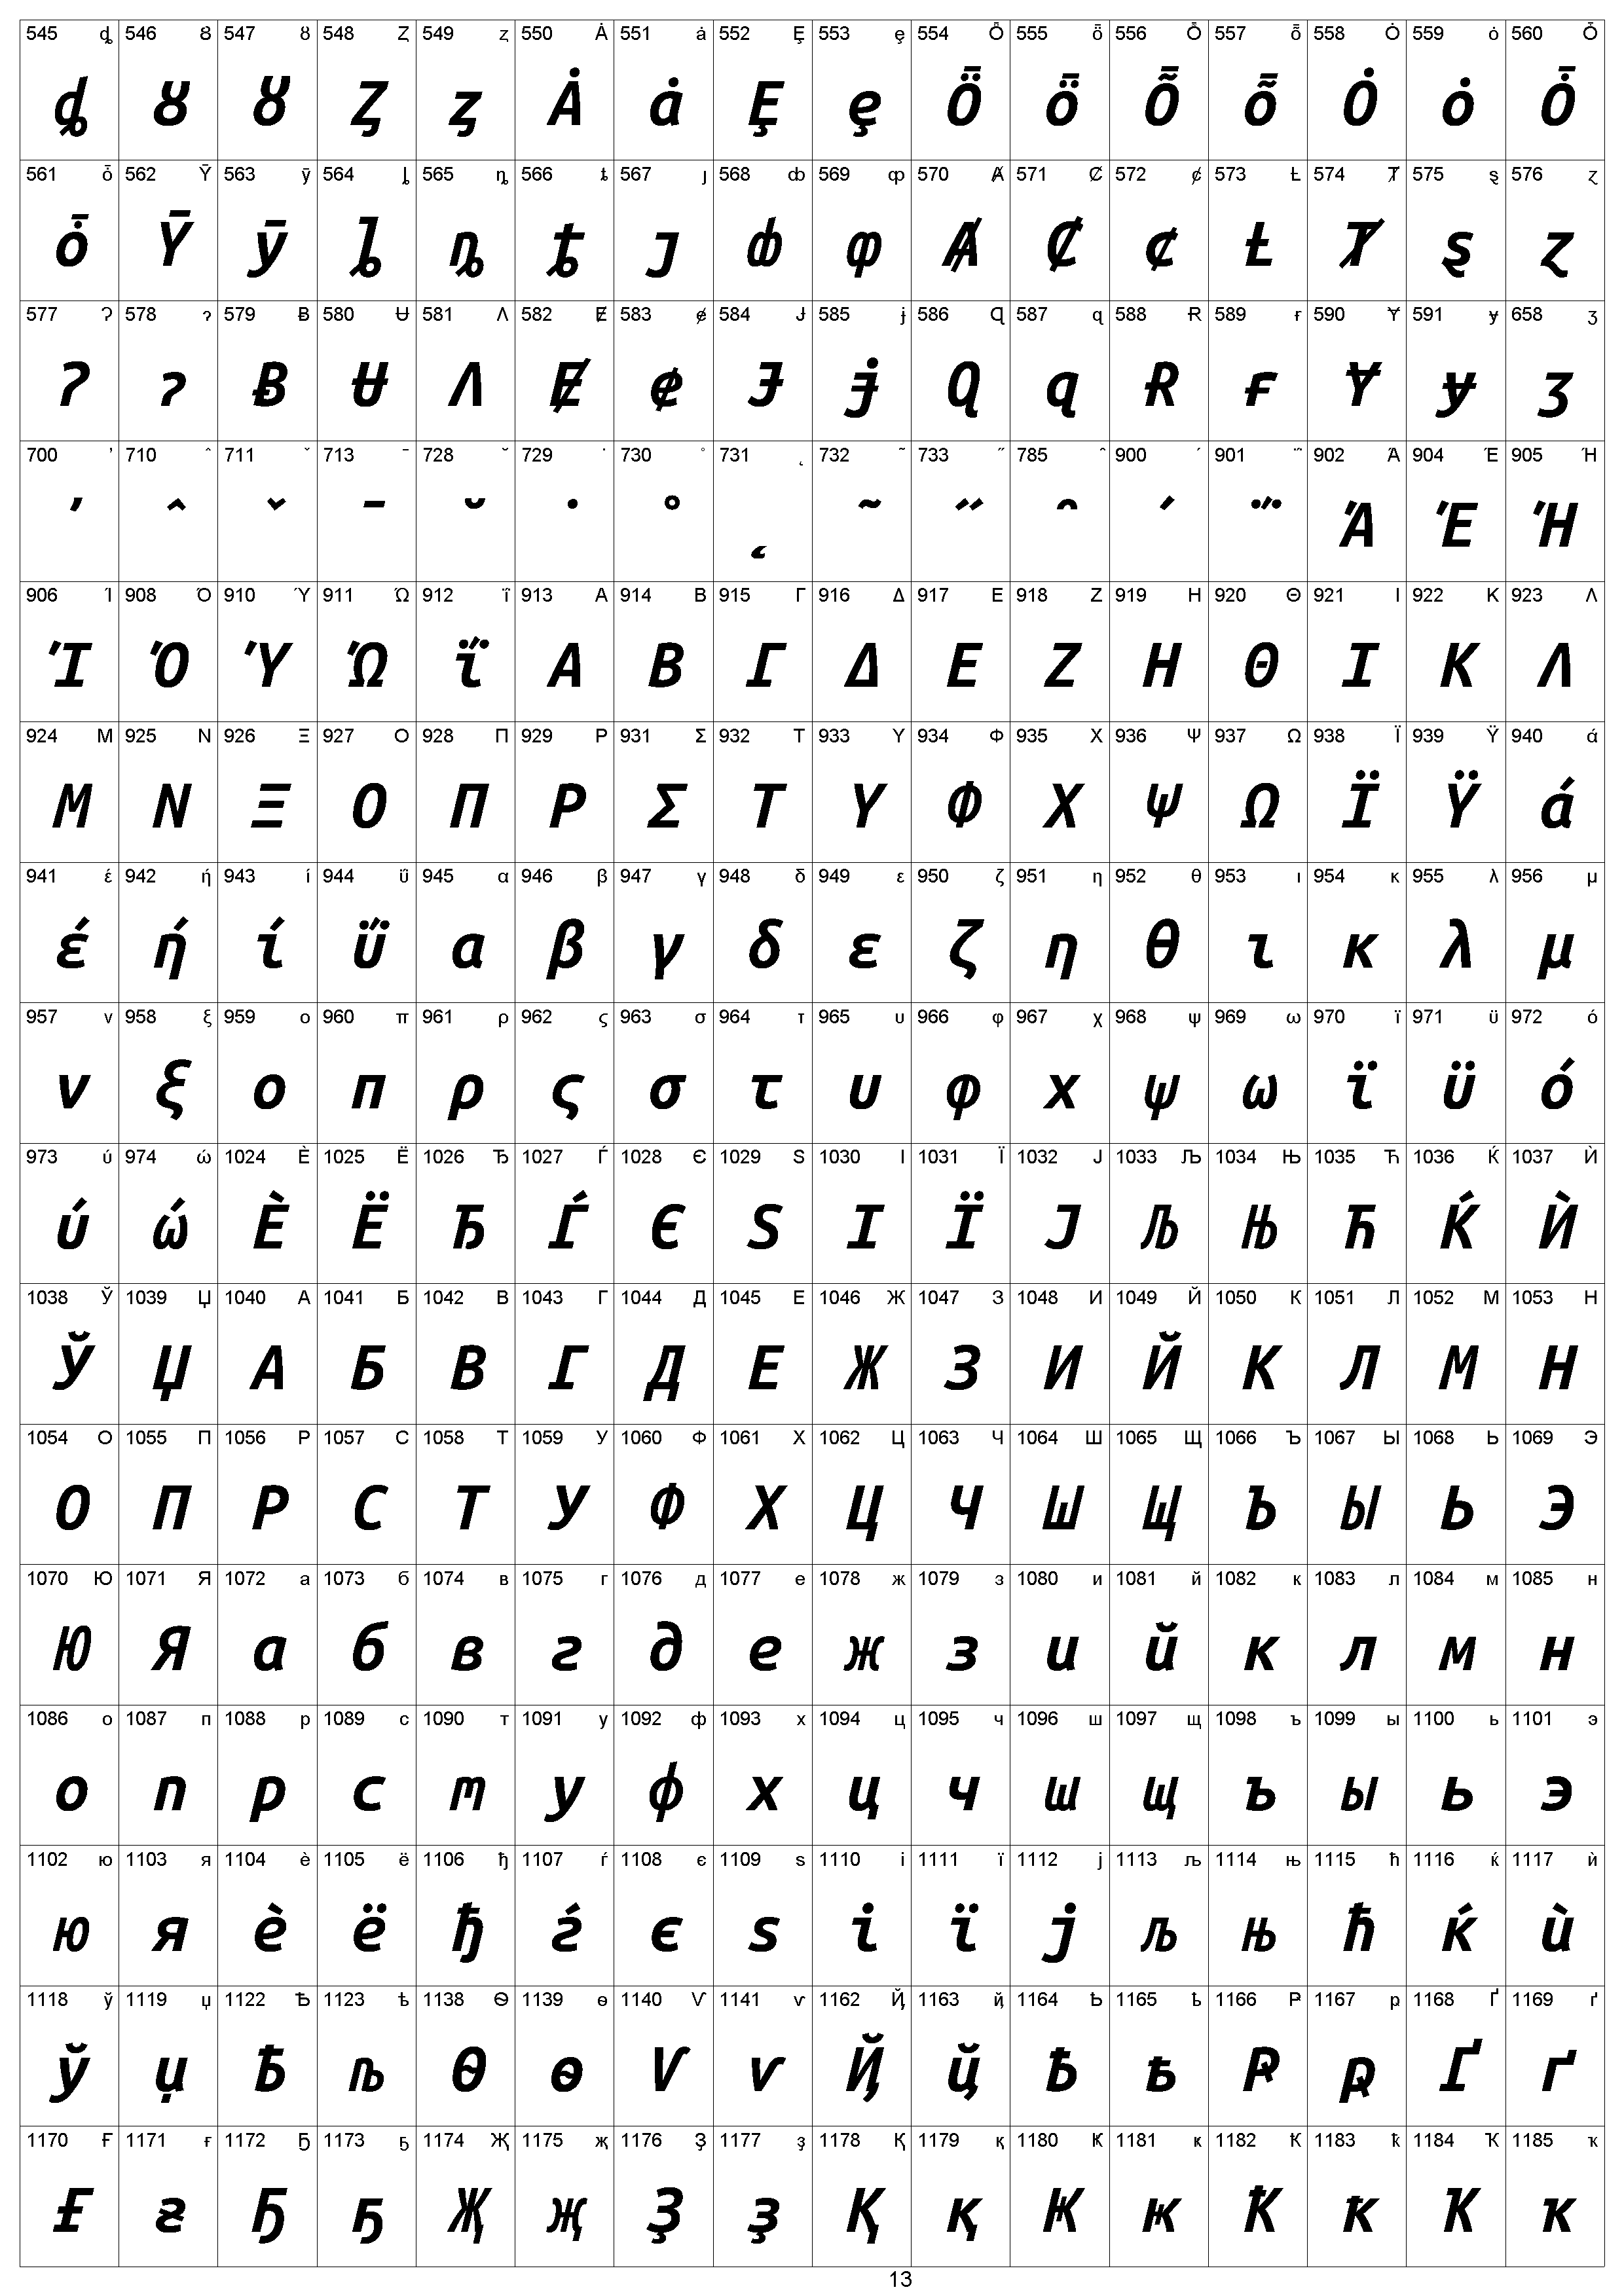 545 ȡ 546 Ȣ 547 ȣ 548 Ȥ 549 ȥ 550 Ȧ 551 ȧ 552 Ȩ 553 ȩ 554 Ȫ 555 ȫ 556 Ȭ 557 ȭ 558 Ȯ 559 ȯ 560 Ȱ
ȡ Ȣ ȣ Ȥ ȥ Ȧ ȧ Ȩ ȩ Ȫ ȫ Ȭ ȭ Ȯ ȯ Ȱ
561 ȱ 562 Ȳ 563 ȳ 564 ȴ 565 ȵ 566 ȶ 567 ȷ 568 ȸ 569 ȹ 570 Ⱥ 571 Ȼ 572 ȼ 573 Ƚ 574 Ⱦ 575 ȿ 576 ɀ
ȱ Ȳ ȳ ȴ ȵ ȶ ȷ ȸ ȹ Ⱥ Ȼ ȼ Ƚ Ⱦ ȿ ɀ
577 Ɂ 578 ɂ 579 Ƀ 580 Ʉ 581 Ʌ 582 Ɇ 583 ɇ 584 Ɉ 585 ɉ 586 Ɋ 587 ɋ 588 Ɍ 589 ɍ 590 Ɏ 591 ɏ 658 ʒ
Ɂ ɂ Ƀ Ʉ Ʌ Ɇ ɇ Ɉ ɉ Ɋ ɋ Ɍ ɍ Ɏ ɏ ʒ
700 ʼ 710 ˆ 711 ˇ 713 ˉ 728 ˘ 729 ˙ 730 ˚ 731 ˛ 732 ˜ 733 ˝ 785 ̑ 900 ΄ 901 ΅ 902 Ά 904 Έ 905 Ή
ʼ ˆ ˇ ˉ ˘ ˙ ˚ ˛ ˜ ˝ ̑ ΄ ΅ Ά Έ Ή
906 Ί 908 Ό 910 Ύ 911 Ώ 912 ΐ 913 Α 914 Β 915 Γ 916 Δ 917 Ε 918 Ζ 919 Η 920 Θ 921 Ι 922 Κ 923 Λ
Ί Ό Ύ Ώ ΐ Α Β Γ Δ Ε Ζ Η Θ Ι Κ Λ
924 Μ 925 Ν 926 Ξ 927 Ο 928 Π 929 Ρ 931 Σ 932 Τ 933 Υ 934 Φ 935 Χ 936 Ψ 937 Ω 938 Ϊ 939 Ϋ 940 ά
Μ Ν Ξ Ο Π Ρ Σ Τ Υ Φ Χ Ψ Ω Ϊ Ϋ ά
941 έ 942 ή 943 ί 944 ΰ 945 α 946 β 947 γ 948 δ 949 ε 950 ζ 951 η 952 θ 953 ι 954 κ 955 λ 956 μ
έ ή ί ΰ α β γ δ ε ζ η θ ι κ λ μ
957 ν 958 ξ 959 ο 960 π 961 ρ 962 ς 963 σ 964 τ 965 υ 966 φ 967 χ 968 ψ 969 ω 970 ϊ 971 ϋ 972 ό
ν ξ ο π ρ ς σ τ υ φ χ ψ ω ϊ ϋ ό
973 ύ 974 ώ 1024 Ѐ 1025 Ё 1026 Ђ 1027 Ѓ 1028 Є 1029 Ѕ 1030 І 1031 Ї 1032 Ј 1033 Љ 1034 Њ 1035 Ћ 1036 Ќ 1037 Ѝ
ύ ώ Ѐ Ё Ђ Ѓ Є Ѕ І Ї Ј Љ Њ Ћ Ќ Ѝ
1038 Ў 1039 Џ 1040 А 1041 Б 1042 В 1043 Г 1044 Д 1045 Е 1046 Ж 1047 З 1048 И 1049 Й 1050 К 1051 Л 1052 М 1053 Н
Ў Џ А Б В Г Д Е Ж З И Й К Л М Н
1054 О 1055 П 1056 Р 1057 С 1058 Т 1059 У 1060 Ф 1061 Х 1062 Ц 1063 Ч 1064 Ш 1065 Щ 1066 Ъ 1067 Ы 1068 Ь 1069 Э
О П Р С Т У Ф Х Ц Ч Ш Щ Ъ Ы Ь Э
1070 Ю 1071 Я 1072 а 1073 б 1074 в 1075 г 1076 д 1077 е 1078 ж 1079 з 1080 и 1081 й 1082 к 1083 л 1084 м 1085 н
Ю Я а б в г д е ж з и й к л м н
1086 о 1087 п 1088 р 1089 с 1090 т 1091 у 1092 ф 1093 х 1094 ц 1095 ч 1096 ш 1097 щ 1098 ъ 1099 ы 1100 ь 1101 э
о п р с т у ф х ц ч ш щ ъ ы ь э
1102 ю 1103 я 1104 ѐ 1105 ё 1106 ђ 1107 ѓ 1108 є 1109 ѕ 1110 і 1111 ї 1112 ј 1113 љ 1114 њ 1115 ћ 1116 ќ 1117 ѝ
ю я ѐ ё ђ ѓ є ѕ і ї ј љ њ ћ ќ ѝ
1118 ў 1119 џ 1122 Ѣ 1123 ѣ 1138 Ѳ 1139 ѳ 1140 Ѵ 1141 ѵ 1162 Ҋ 1163 ҋ 1164 Ҍ 1165 ҍ 1166 Ҏ 1167 ҏ 1168 Ґ 1169 ґ
ў џ Ѣ ѣ Ѳ ѳ Ѵ ѵ Ҋ ҋ Ҍ ҍ Ҏ ҏ Ґ ґ
1170 Ғ 1171 ғ 1172 Ҕ 1173 ҕ 1174 Җ 1175 җ 1176 Ҙ 1177 ҙ 1178 Қ 1179 қ 1180 Ҝ 1181 ҝ 1182 Ҟ 1183 ҟ 1184 Ҡ 1185 ҡ
Ғ ғ Ҕ ҕ Җ җ Ҙ ҙ Қ қ Ҝ ҝ Ҟ ҟ Ҡ ҡ
13